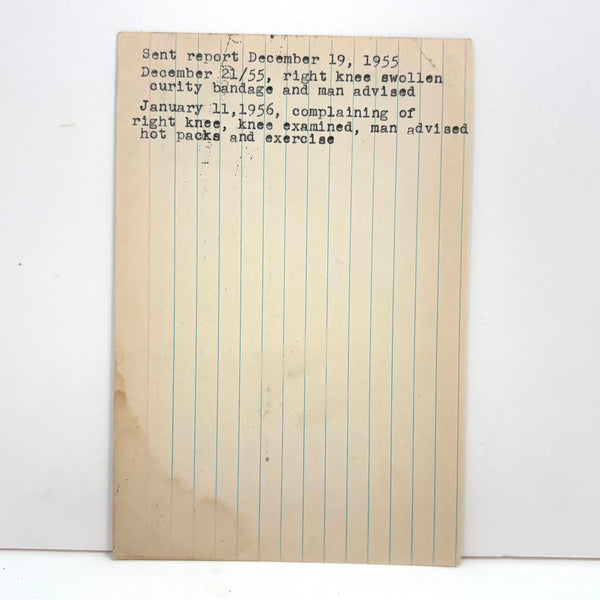 Sent report December 19, 1955
December 21/55, right knee swollen
curity bandage and man advised
January 11,1956, complaining of
right knee, knee examined, man advised
hot packs and exercise